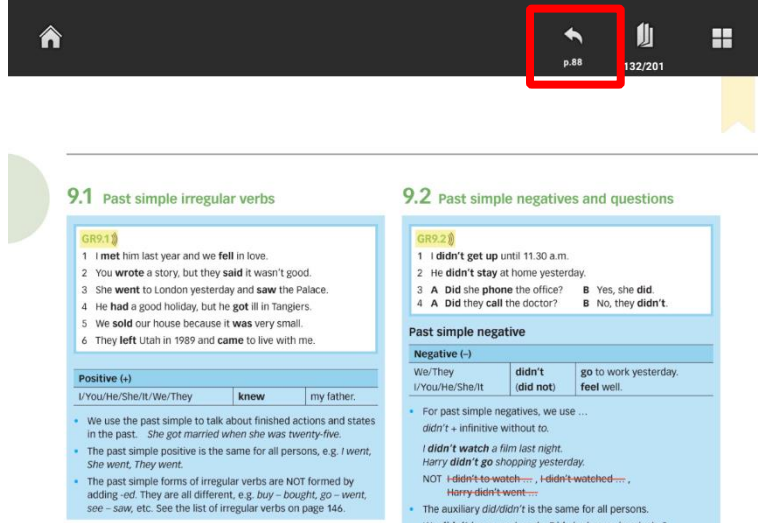 p.88
132/201
9.1 Past simple irregular verbs
GR9.1
1 I met him last year and we fell in love.
2 You wrote a story, but they said it wasn't good.
3 She went to London yesterday and saw the Palace.
4 He had a good holiday, but he got ill in Tangiers.
5 We sold our house because it was very small.
6 They left Utah in 1989 and came to live with me.
Positive (+)
I/You/He/She/It/We/They knew my father.
• We use the past simple to talk about finished actions and states
in the past. She got married when she was twenty-five.
• The past simple positive is the same for all persons, e.g. I went,
She went, They went.
• The past simple forms of irregular verbs are NOT formed by
adding -ed. They are all different, e.g. buy – bought, go – went,
see – saw, etc. See the list of irregular verbs on page 146.
9.2 Past simple negatives and questions
GR9.2
1 I didn't get up until 11.30 a.m.
2 He didn't stay at home yesterday.
3 A Did she phone the office? B Yes, she did.
4 A Did they call the doctor? B No, they didn't.
Past simple negative
Negative (–)
We/They didn't go to work yesterday.
I/You/He/She/It (did not) feel well.
• For past simple negatives, we use …
didn't + infinitive without to.
I didn't watch a film last night.
Harry didn't go shopping yesterday.
NOT I didn't to watch … , I didn't watched … ,
Harry didn't went …
• The auxiliary did/didn't is the same for all persons.